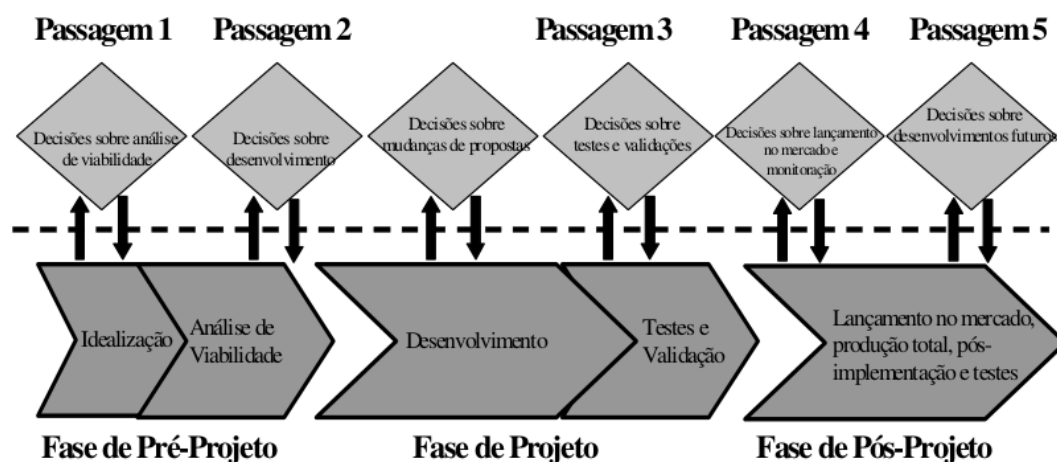 Passagem 1
Passagem 2
Passagem 3
Passagem 4
Passagem 5
Decisões sobre análise
de viabilidade
Decisões sobre
desenvolvimento
Decisões sobre
mudanças de propostas
Decisões sobre
testes e validações
Decisões sobre lançamento
no mercado e
monitoração
Decisões sobre
desenvolvimentos futuros
Idealização
Análise de
Viabilidade
Desenvolvimento
Testes e
Validação
Lançamento no mercado,
produção total, pós-
implementação e testes
Fase de Pré-Projeto
Fase de Projeto
Fase de Pós-Projeto